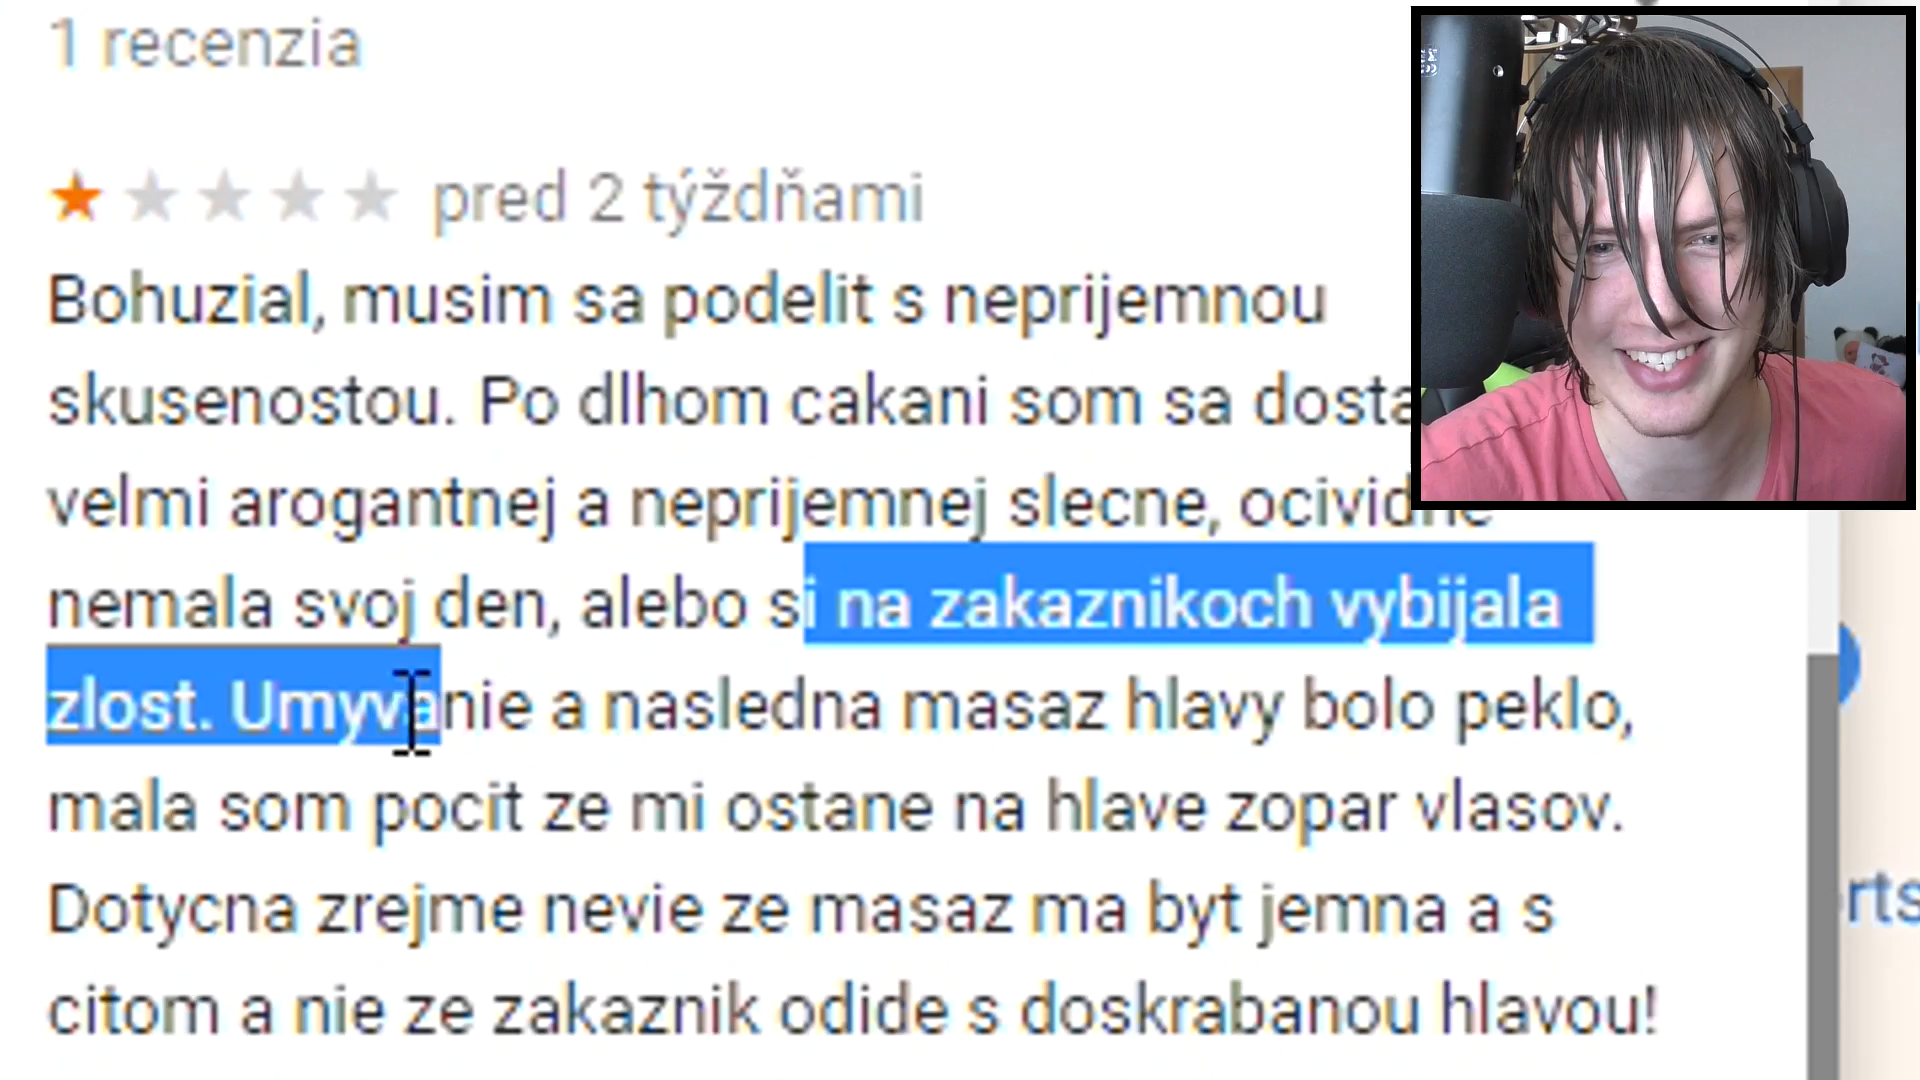 1 recenzia
pred 2 týždňami
Bohuzial, musim sa podelit s neprijemnou
skusenostou. Po dlhom cakani som sa
velmi arogantnej a neprijemnej slecne, ocividne
nemala svoj den, alebo si na zakaznikoch vybijala
zlost. Umyvanie a nasledna masaz hlavy bolo peklo,
mala som pocit ze mi ostane na hlave zopar vlasov.
Dotycna zrejme nevie ze masaz ma byt jemna a s
citom a nie ze zakaznik odide s doskrabanou hlavou!